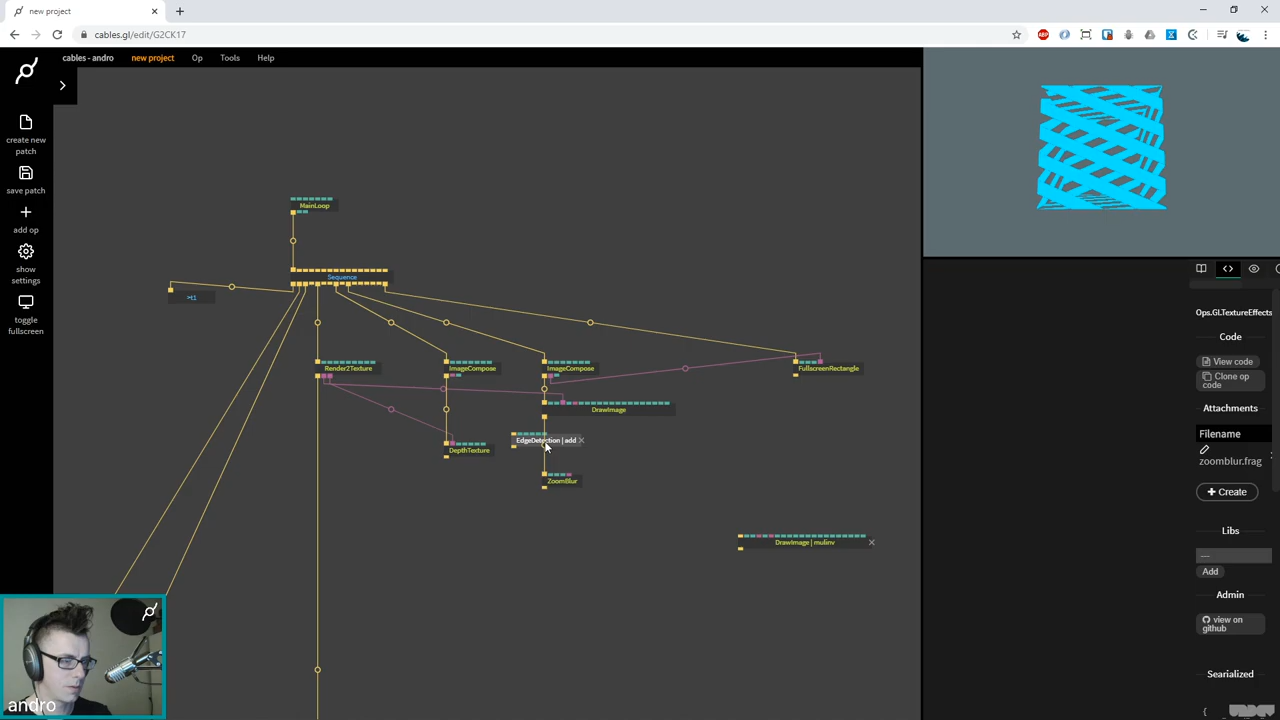 new project
cables.gl/edit/G2CK17
cables - andro
new project
Op
Tools
Help
create new
patch
save patch
add op
show
settings
toggle
fullscreen
MainLoop
Sequence
>t1
Render2Texture
ImageCompose
ImageCompose
FullscreenRectangle
DrawImage
EdgeDetection | add
DepthTexture
ZoomBlur
DrawImage | mulinv
Ops.Gl.TextureEffects
Code
View code
Clone op
code
Attachments
Filename
zoomblur.frag
+ Create
Libs
---
Add
Admin
view on
github
Searialized
{
andro